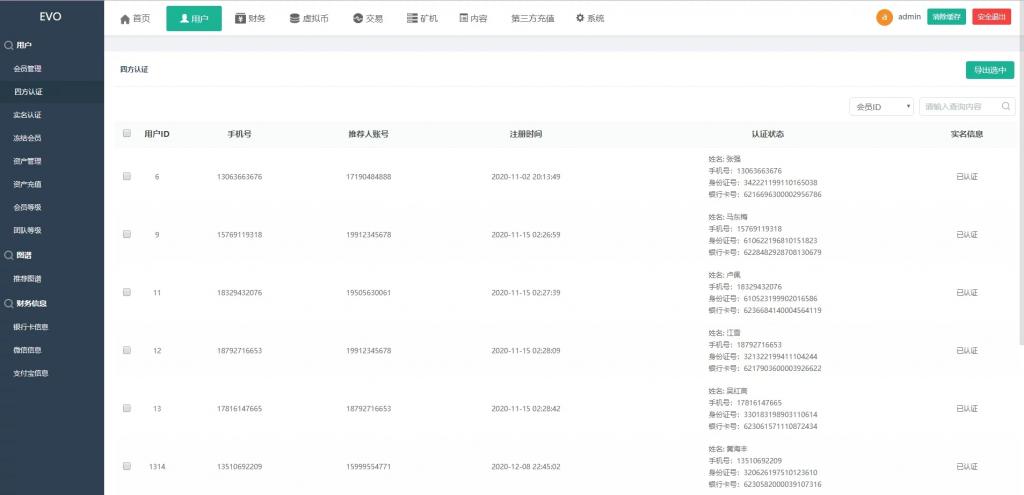 EVO
首页
用户
财务
虚拟币
交易
矿机
内容
第三方充值
系统
a
admin
清除缓存
安全退出
用户
会员管理
四方认证
实名认证
冻结会员
资产管理
资产充值
会员等级
团队等级
图谱
推荐图谱
财务信息
银行卡信息
微信信息
支付宝信息
四方认证
导出选中
会员ID
请输入查询内容
用户ID 手机号 推荐人账号 注册时间 认证状态 实名信息
姓名: 张强
手机号：13063663676
6 13063663676 17190484888 2020-11-02 20:13:49 已认证
身份证号：342221199110165038
银行卡号：6216696300002956786
姓名: 马东梅
手机号：15769119318
9 15769119318 19912345678 2020-11-15 02:26:59 已认证
身份证号：610622196810151823
银行卡号：6228482928708130679
姓名: 卢佩
手机号：18329432076
11 18329432076 19505630061 2020-11-15 02:27:39 已认证
身份证号：610523199902016586
银行卡号：6236684140004564119
姓名: 江雪
手机号：18792716653
12 18792716653 19912345678 2020-11-15 02:28:09 已认证
身份证号：321322199411104244
银行卡号：6217903600003926622
姓名: 吴红高
手机号：17816147665
13 17816147665 18792716653 2020-11-15 02:28:42 已认证
身份证号：330183198903110614
银行卡号：623061571110872434
姓名: 黄海丰
手机号：13510692209
1314 13510692209 15999554771 2020-12-08 22:45:02 已认证
身份证号：320626197510123610
银行卡号：6230582000039107316